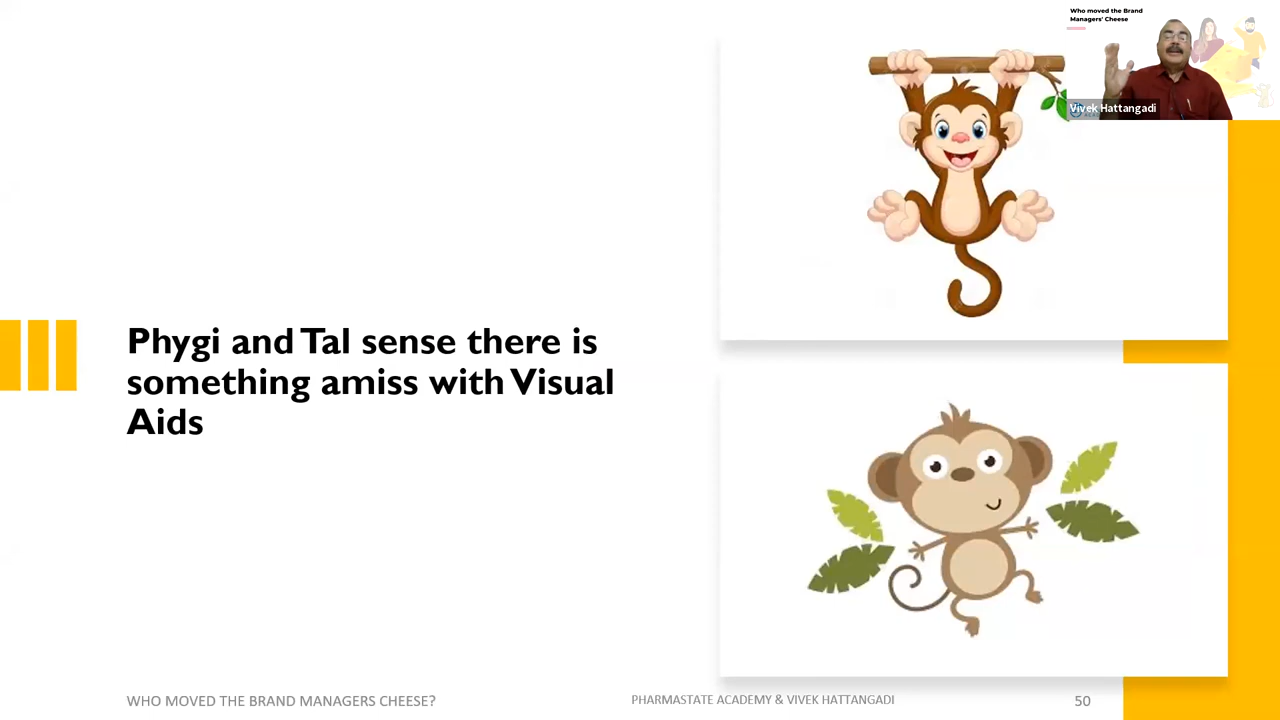 Who moved the Brand
Managers' Cheese
Vivek Hattangadi
Phygi and Tal sense there is
something amiss with Visual
Aids
WHO MOVED THE BRAND MANAGERS CHEESE?
PHARMASTATE ACADEMY & VIVEK HATTANGADI
50